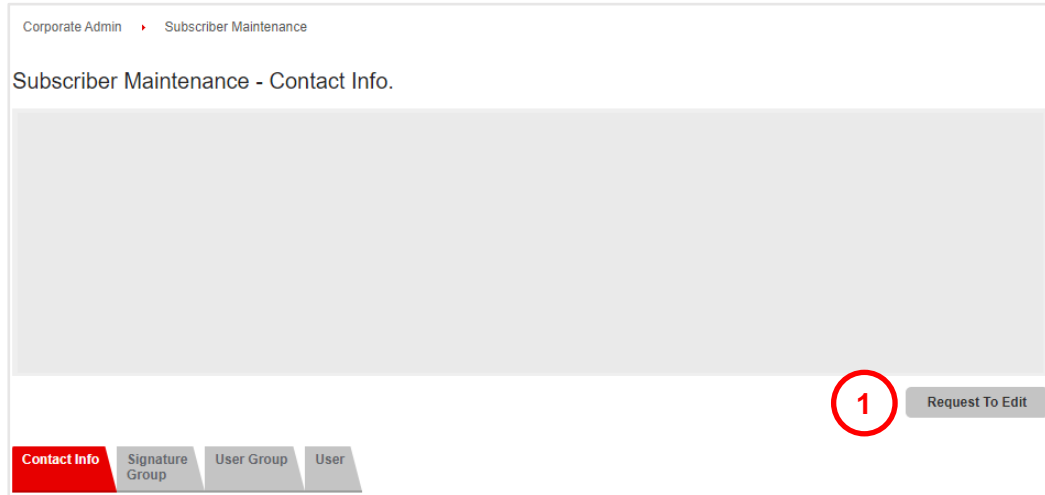 Corporate Admin Subscriber Maintenance
Subscriber Maintenance - Contact Info.
1 Request To Edit
Contact Info Signature Group User Group User